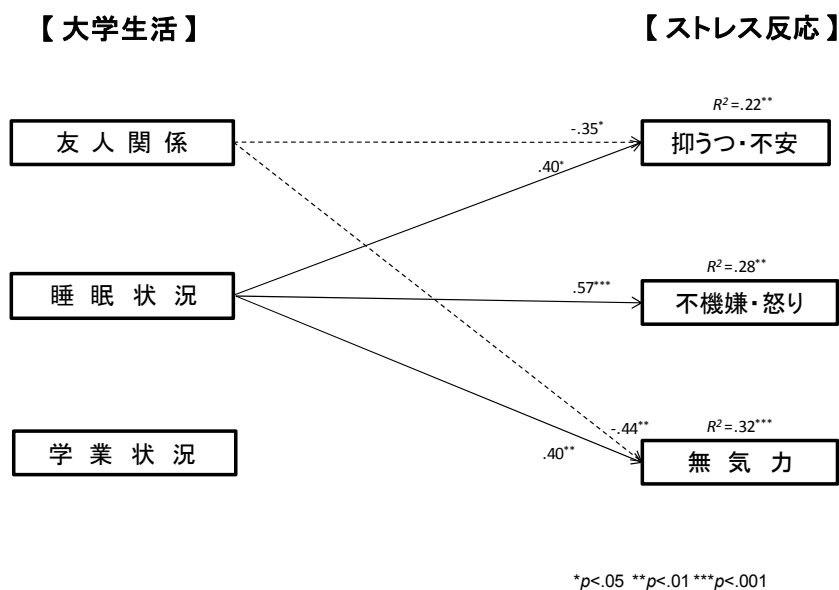 【 大学生活 】
【 ストレス反応 】
R²=.22**
友人関係
-.35*
抑うつ・不安
.40*
R²=.28**
睡眠状況
.57***
不機嫌・怒り
-.44**
R²=.32***
学業状況
.40**
無気力
*p<.05 **p<.01 ***p<.001